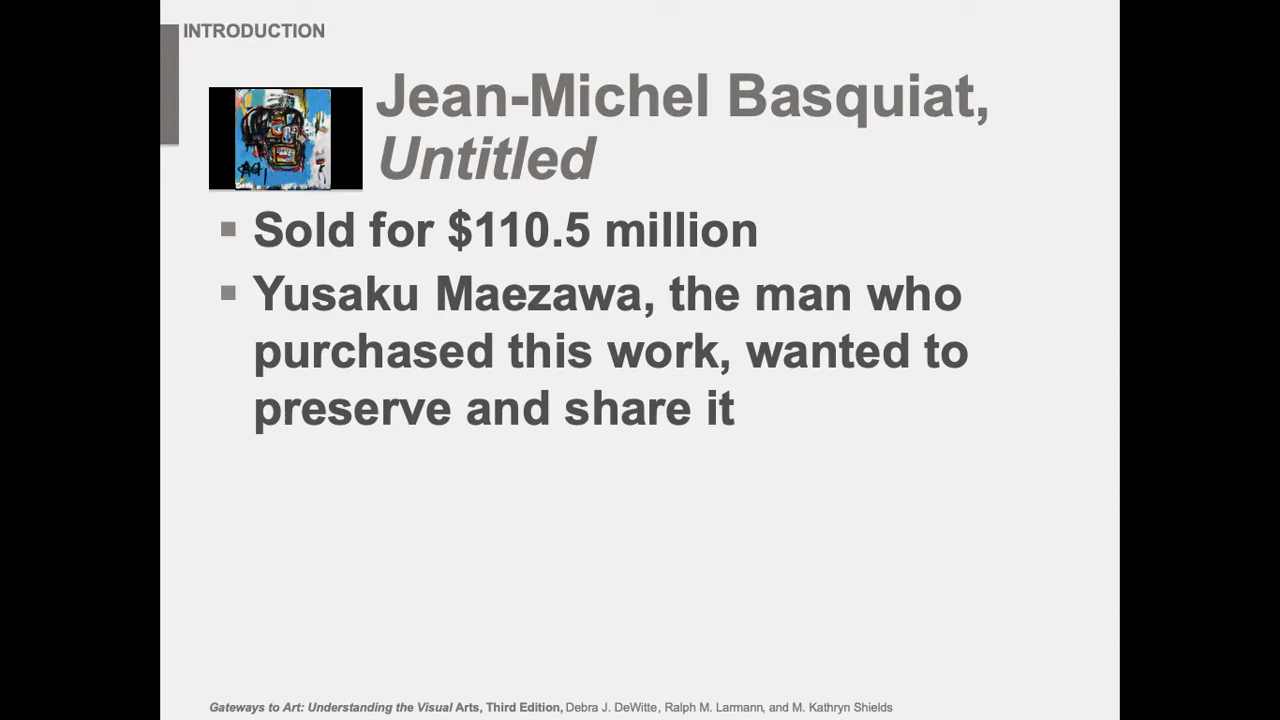 INTRODUCTION
Jean-Michel Basquiat,
Untitled
Sold for $110.5 million
Yusaku Maezawa, the man who
purchased this work, wanted to
preserve and share it
Gateways to Art: Understanding the Visual Arts, Third Edition, Debra J. DeWitte, Ralph M. Larmann, and M. Kathryn Shields